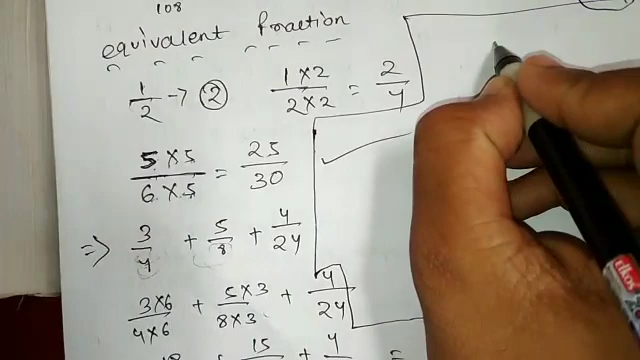 108
equivalent Fraction
1/2 → ② 1×2/2×2 = 2/4
5×5/6×5 = 25/30
⇒ 3/4 + 5/8 + 4/24
3×6/4×6 + 5×3/8×3 + 4/24
18 + 15 + 4 =